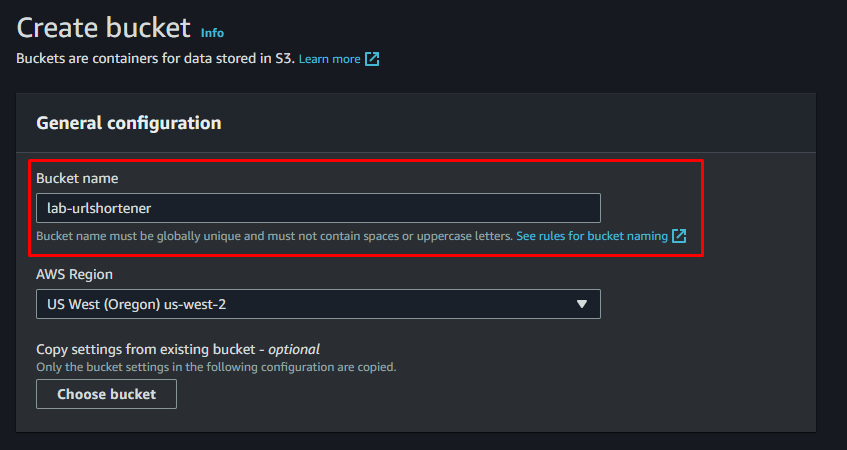 Create bucket Info
Buckets are containers for data stored in S3. Learn more
General configuration
Bucket name
lab-urlshortener
Bucket name must be globally unique and must not contain spaces or uppercase letters. See rules for bucket naming
AWS Region
US West (Oregon) us-west-2
Copy settings from existing bucket - optional
Only the bucket settings in the following configuration are copied.
Choose bucket